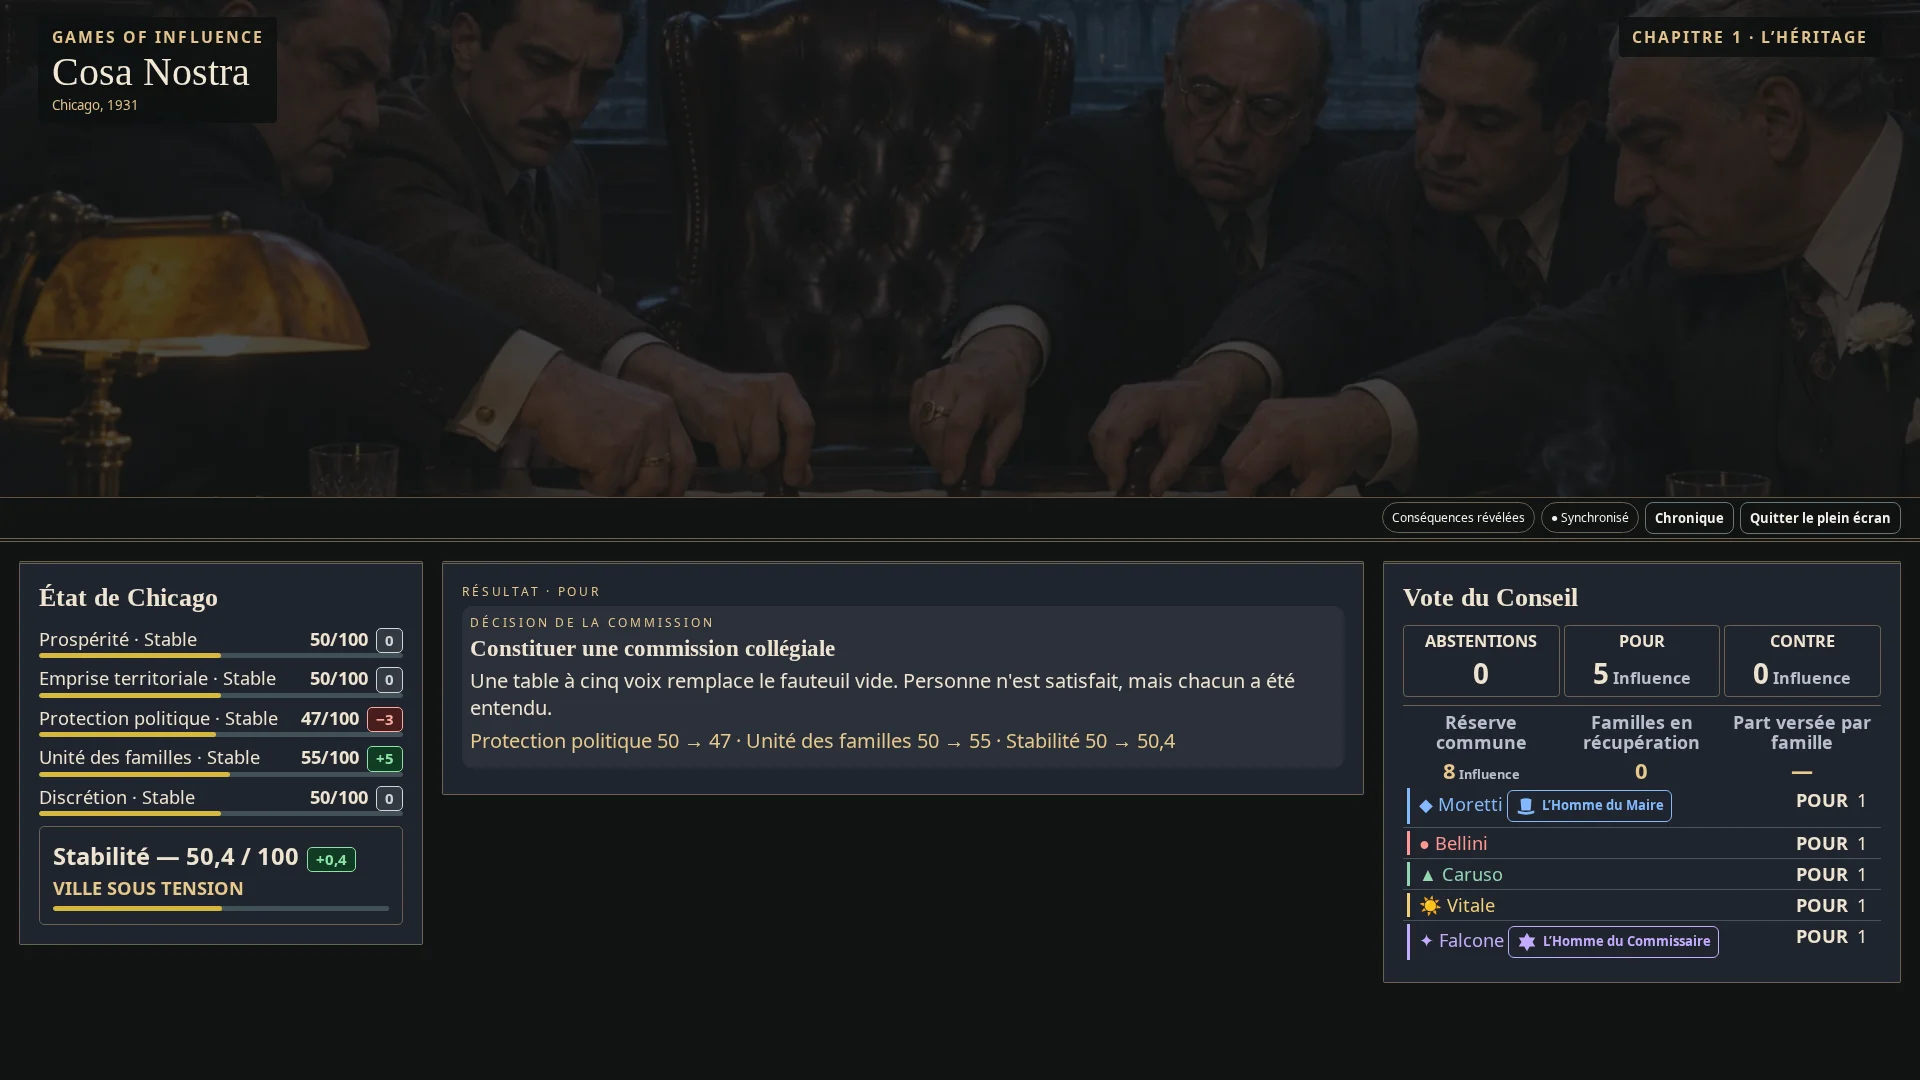 GAMES OF INFLUENCE
Cosa Nostra
Chicago, 1931
CHAPITRE 1 · L’HÉRITAGE
Conséquences révélées
● Synchronisé
Chronique
Quitter le plein écran
État de Chicago
Prospérité · Stable 50/100 0
Emprise territoriale · Stable 50/100 0
Protection politique · Stable 47/100 −3
Unité des familles · Stable 55/100 +5
Discrétion · Stable 50/100 0
Stabilité — 50,4 / 100 +0,4
VILLE SOUS TENSION
RÉSULTAT · POUR
DÉCISION DE LA COMMISSION
Constituer une commission collégiale
Une table à cinq voix remplace le fauteuil vide. Personne n'est satisfait, mais chacun a été
entendu.
Protection politique 50 → 47 · Unité des familles 50 → 55 · Stabilité 50 → 50,4
Vote du Conseil
ABSTENTIONS POUR CONTRE
0 5 Influence 0 Influence
Réserve Familles en Part versée par
commune récupération famille
8 Influence 0 —
◆ Moretti L’Homme du Maire POUR 1
● Bellini POUR 1
▲ Caruso POUR 1
☀ Vitale POUR 1
✦ Falcone L’Homme du Commissaire POUR 1